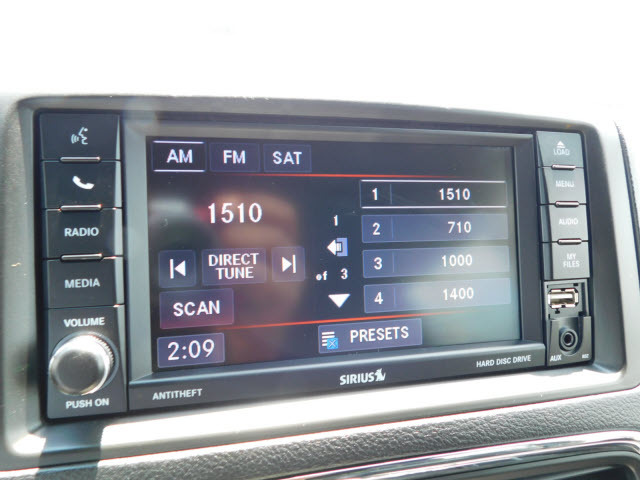 AM FM SAT
LOAD
1 1510
MENU
1510
1
2 710
RADIO
AUDIO
DIRECT
TUNE
3 1000
MY
FILES
of 3
MEDIA
SCAN
4 1400
VOLUME
PRESETS
2:09
AUX
PUSH ON
ANTITHEFT
SIRIUS
HARD DISC DRIVE